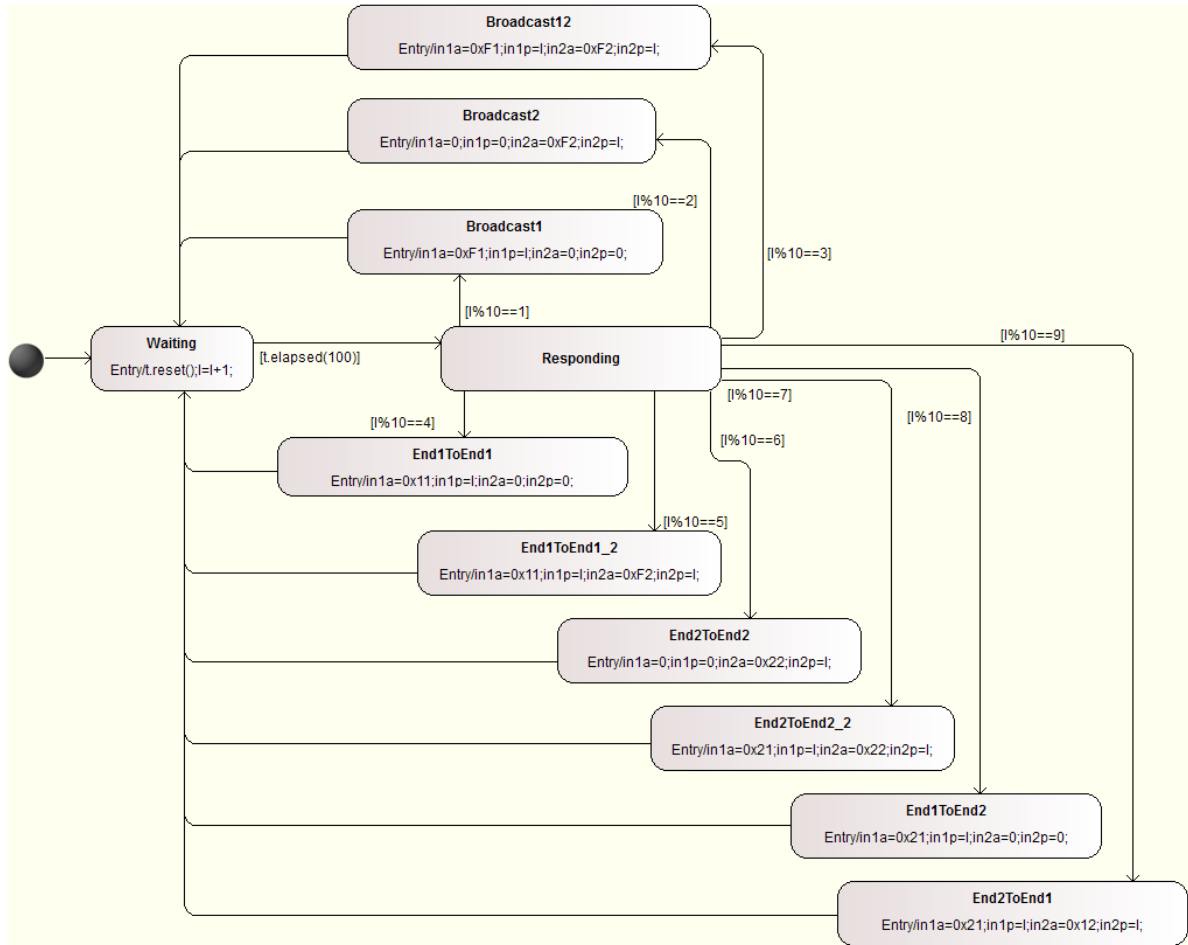 Broadcast12
Entry/in1a=0xF1;in1p=I;in2a=0xF2;in2p=I;
Broadcast2
Entry/in1a=0;in1p=0;in2a=0xF2;in2p=I;
[I%10==2]
Broadcast1
Entry/in1a=0xF1;in1p=I;in2a=0;in2p=0;
[I%10==3]
[I%10==1]
Waiting
Entry/t.reset();I=I+1;
[t.elapsed(100)]
Responding
[I%10==9]
[I%10==7]
[I%10==8]
[I%10==4]
[I%10==6]
End1ToEnd1
Entry/in1a=0x11;in1p=I;in2a=0;in2p=0;
[I%10==5]
End1ToEnd1_2
Entry/in1a=0x11;in1p=I;in2a=0xF2;in2p=I;
End2ToEnd2
Entry/in1a=0;in1p=0;in2a=0x22;in2p=I;
End2ToEnd2_2
Entry/in1a=0x21;in1p=I;in2a=0x22;in2p=I;
End1ToEnd2
Entry/in1a=0x21;in1p=I;in2a=0;in2p=0;
End2ToEnd1
Entry/in1a=0x21;in1p=I;in2a=0x12;in2p=I;